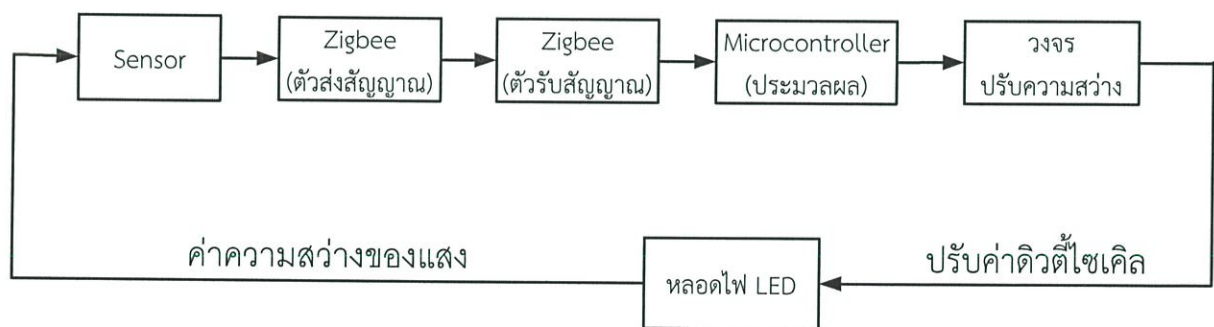 Sensor
Zigbee
(ตัวส่งสัญญาณ)
Zigbee
(ตัวรับสัญญาณ)
Microcontroller
(ประมวลผล)
วงจร
ปรับความสว่าง
ค่าความสว่างของแสง
หลอดไฟ LED
ปรับค่าดิวตี้ไซเคิล